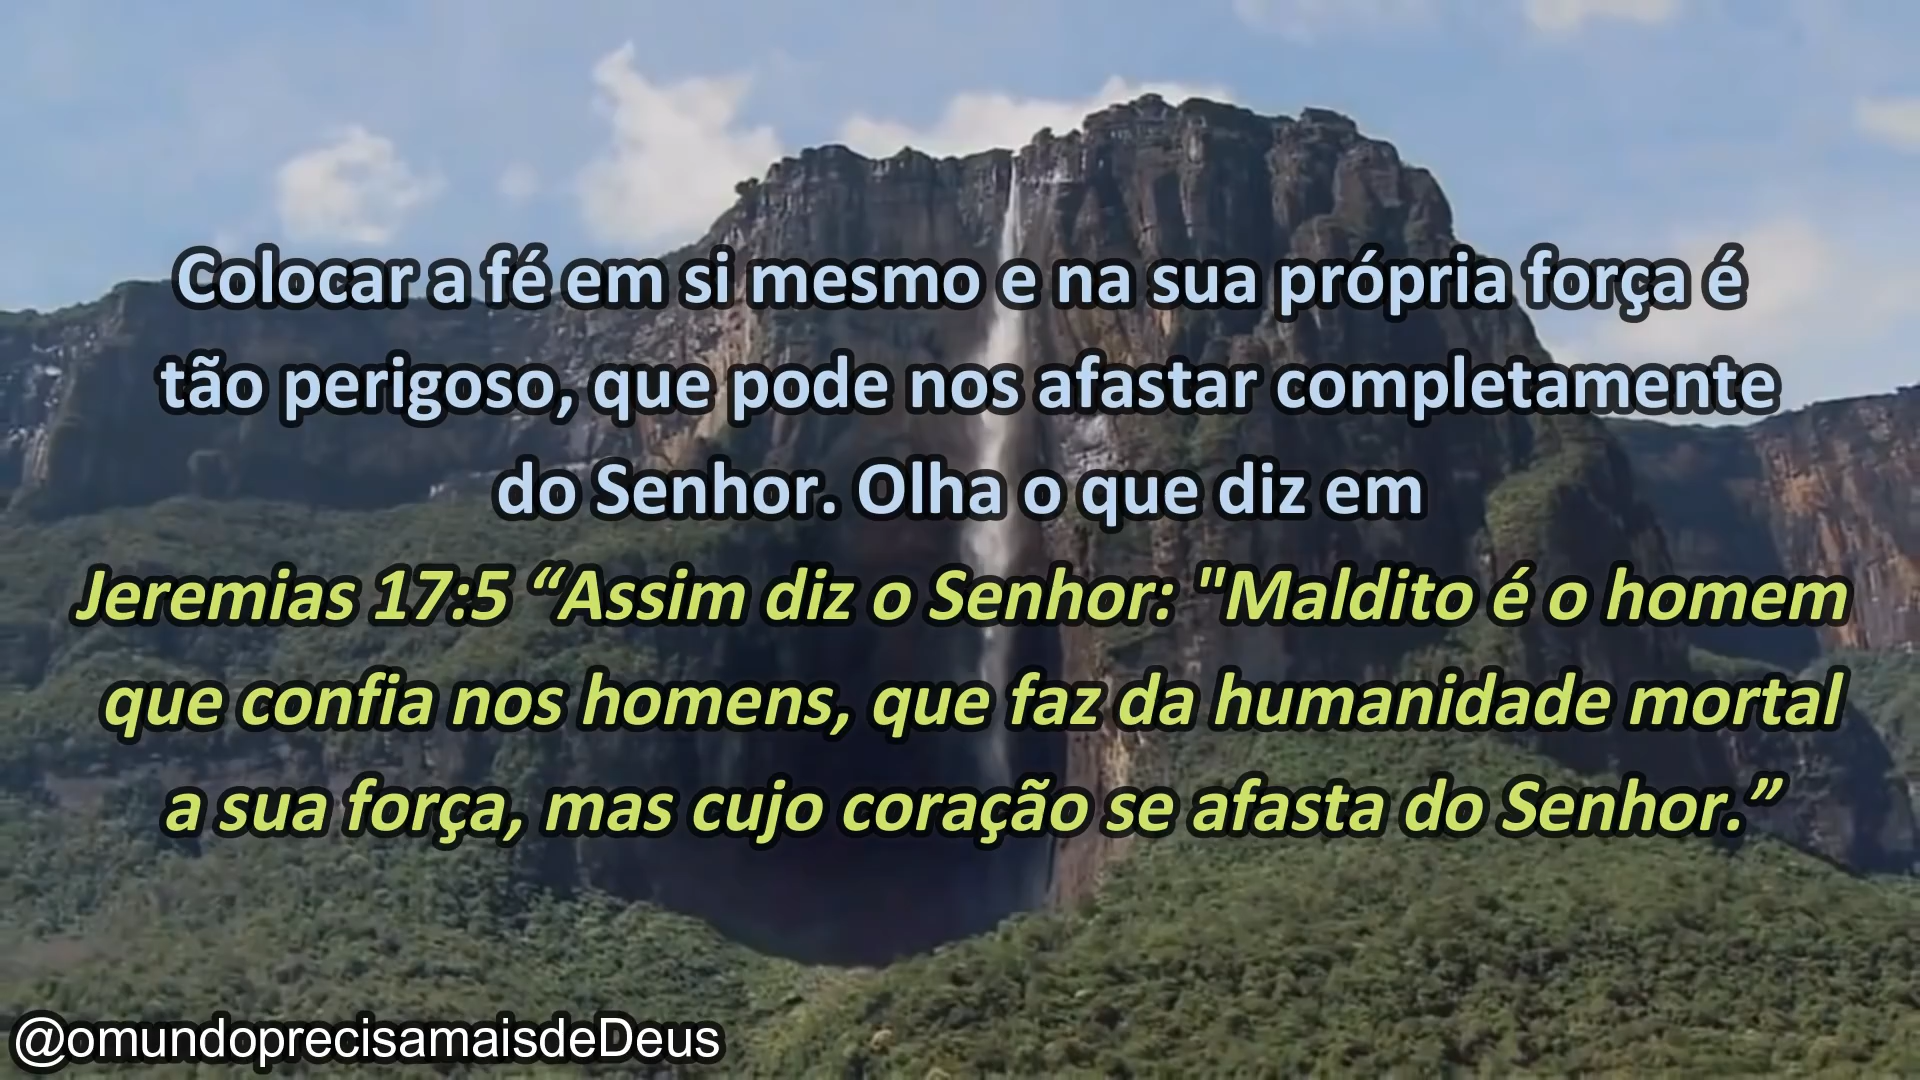 Colocar a fé em si mesmo e na sua própria força é
tão perigoso, que pode nos afastar completamente
do Senhor. Olha o que diz em
Jeremias 17:5 “Assim diz o Senhor: "Maldito é o homem
que confia nos homens, que faz da humanidade mortal
a sua força, mas cujo coração se afasta do Senhor.”
@omundoprecisamaisdeDeus